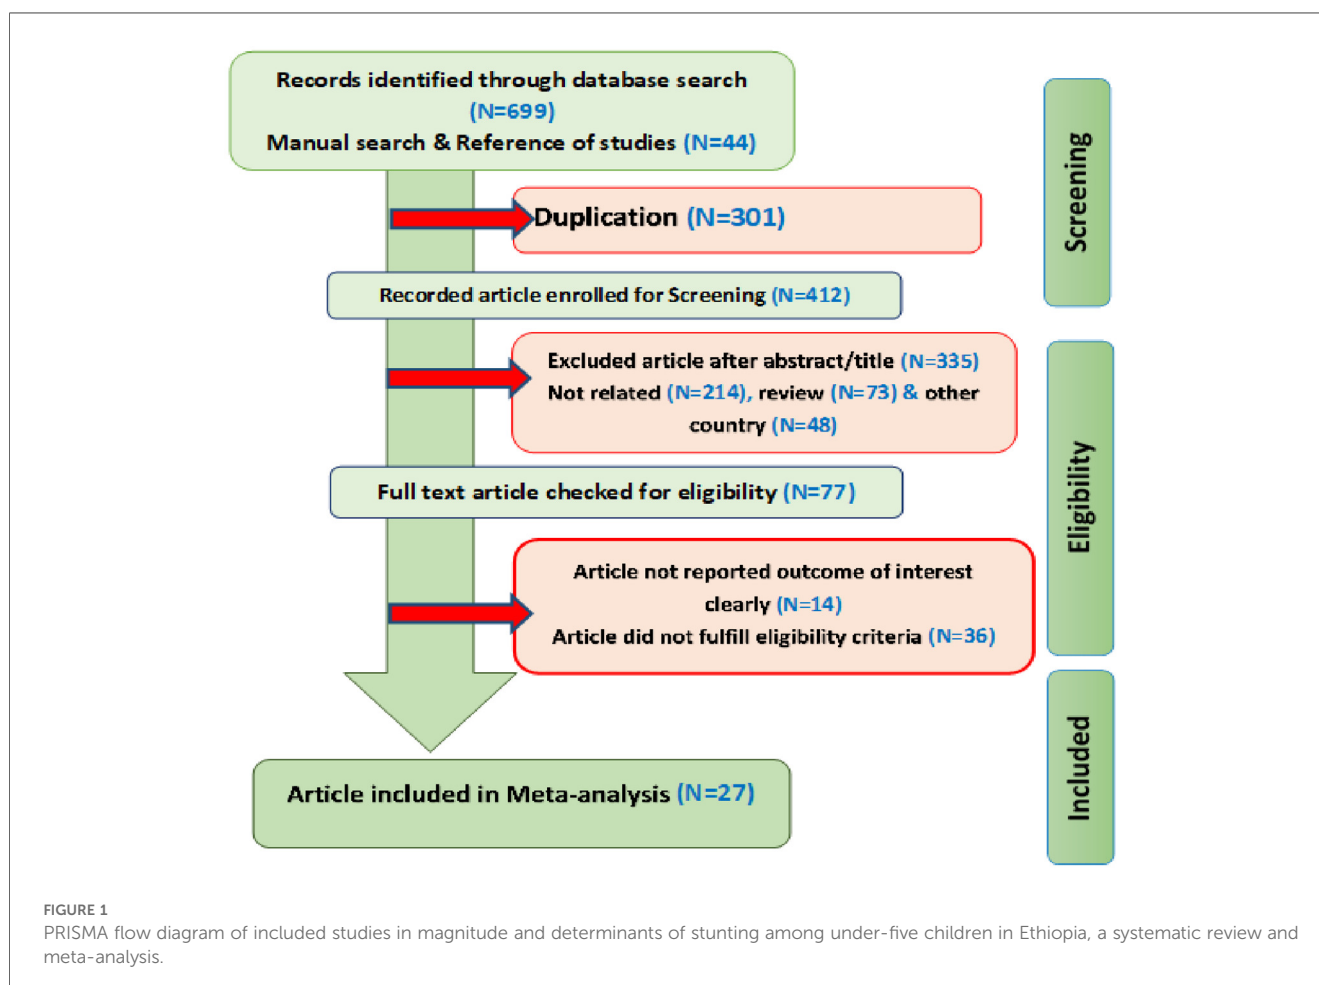 Records identified through database search
(N=699)
Manual search & Reference of studies (N=44)
Duplication (N=301)
Recorded article enrolled for Screening (N=412)
Excluded article after abstract/title (N=335)
Not related (N=214), review (N=73) & other
country (N=48)
Full text article checked for eligibility (N=77)
Article not reported outcome of interest
clearly (N=14)
Article did not fulfill eligibility criteria (N=36)
Article included in Meta-analysis (N=27)
Screening
Eligibility
Included
FIGURE 1
PRISMA flow diagram of included studies in magnitude and determinants of stunting among under-five children in Ethiopia, a systematic review and
meta-analysis.